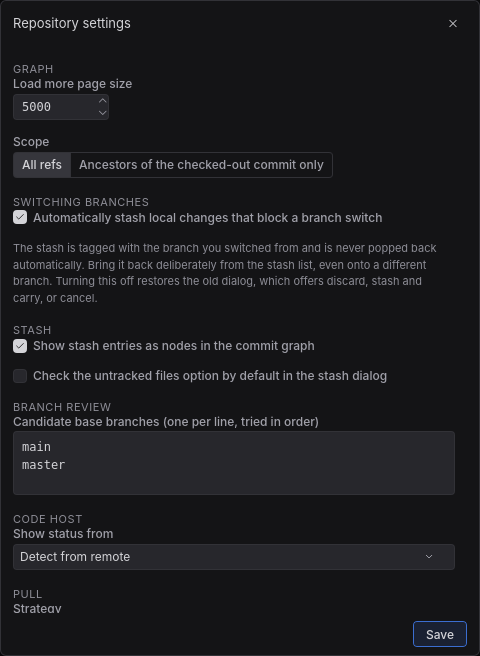 Repository settings
GRAPH
Load more page size
5000
Scope
All refs Ancestors of the checked-out commit only
SWITCHING BRANCHES
Automatically stash local changes that block a branch switch
The stash is tagged with the branch you switched from and is never popped back
automatically. Bring it back deliberately from the stash list, even onto a different
branch. Turning this off restores the old dialog, which offers discard, stash and
carry, or cancel.
STASH
Show stash entries as nodes in the commit graph
Check the untracked files option by default in the stash dialog
BRANCH REVIEW
Candidate base branches (one per line, tried in order)
main
master
CODE HOST
Show status from
Detect from remote
PULL
Strategy
Save